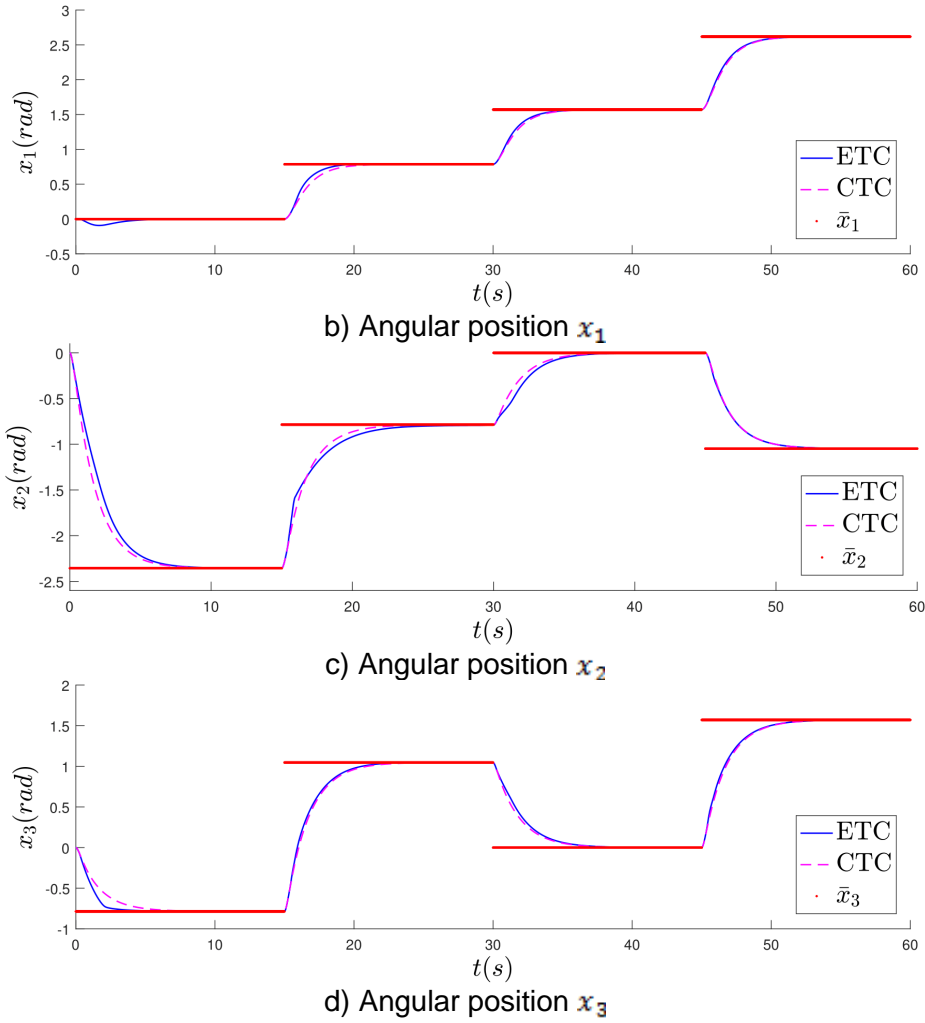 3
2.5
2
1.5
1
0.5
0
-0.5
x₁(rad)
ETC
CTC
x̄₁
0 10 20 30 40 50 60
t(s)
b) Angular position x₁
0
-0.5
-1
-1.5
-2
-2.5
x₂(rad)
ETC
CTC
x̄₂
0 10 20 30 40 50 60
t(s)
c) Angular position x₂
2
1.5
1
0.5
0
-0.5
-1
x₃(rad)
ETC
CTC
x̄₃
0 10 20 30 40 50 60
t(s)
d) Angular position x₃